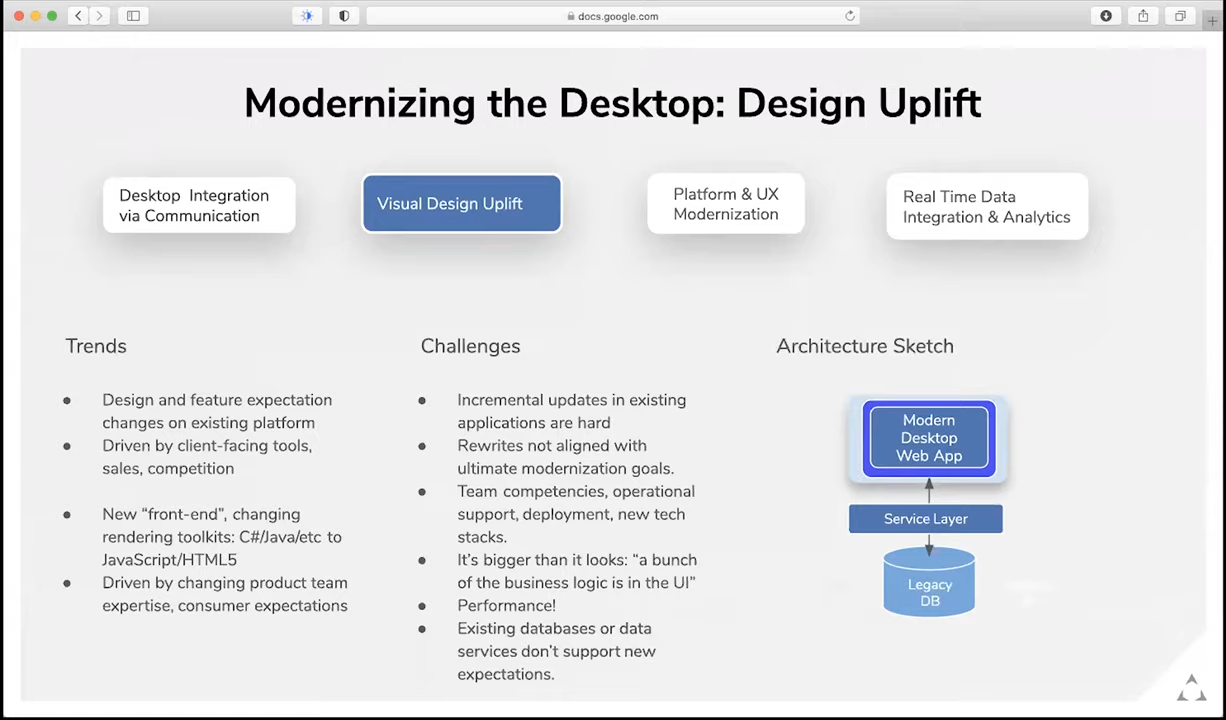 docs.google.com
Modernizing the Desktop: Design Uplift
Desktop Integration
via Communication
Visual Design Uplift
Platform & UX
Modernization
Real Time Data
Integration & Analytics
Trends
● Design and feature expectation
changes on existing platform
● Driven by client-facing tools,
sales, competition
● New “front-end”, changing
rendering toolkits: C#/Java/etc to
JavaScript/HTML5
● Driven by changing product team
expertise, consumer expectations
Challenges
● Incremental updates in existing
applications are hard
● Rewrites not aligned with
ultimate modernization goals.
● Team competencies, operational
support, deployment, new tech
stacks.
● It’s bigger than it looks: “a bunch
of the business logic is in the UI”
● Performance!
● Existing databases or data
services don’t support new
expectations.
Architecture Sketch
Modern
Desktop
Web App
Service Layer
Legacy
DB